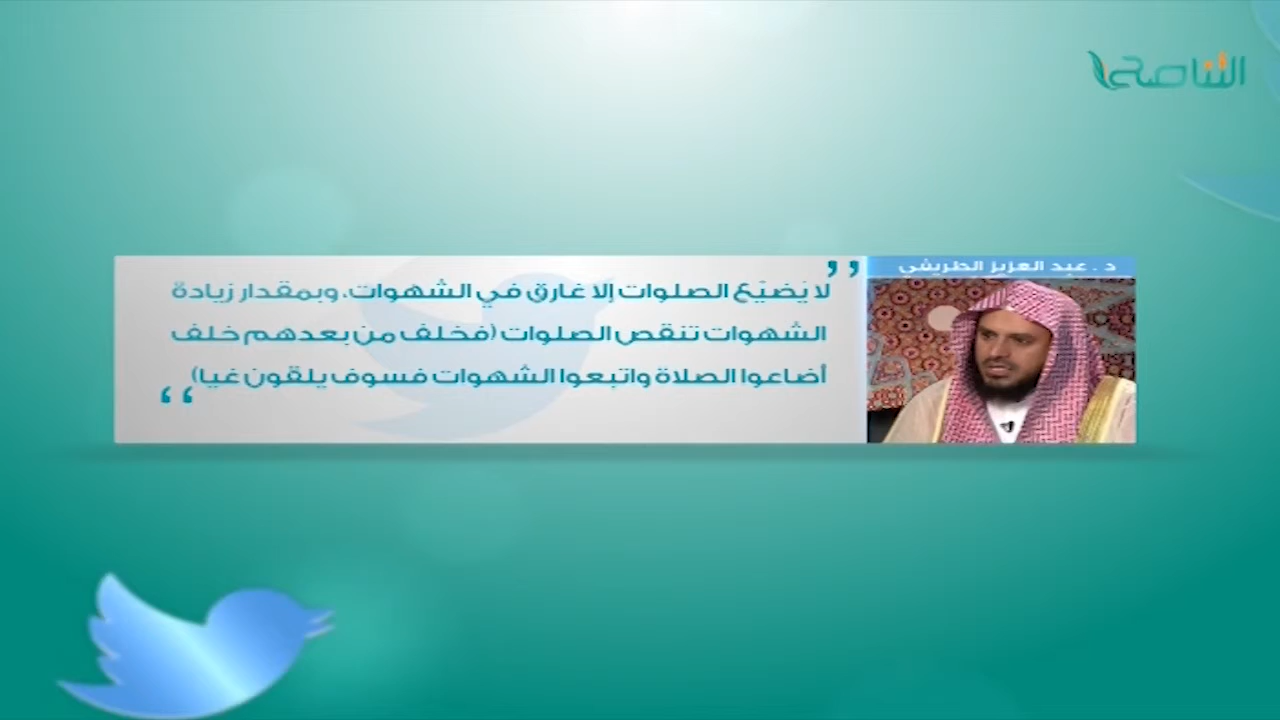 الناصح
د. عبد العزيز الطريفي
لا يَضيّع الصلوات إلا غارق في الشهوات، وبمقدار زيادة
الشهوات تنقص الصلوات (فخلف من بعدهم خلف
أضاعوا الصلاة واتبعوا الشهوات فسوف يلقون غيا)